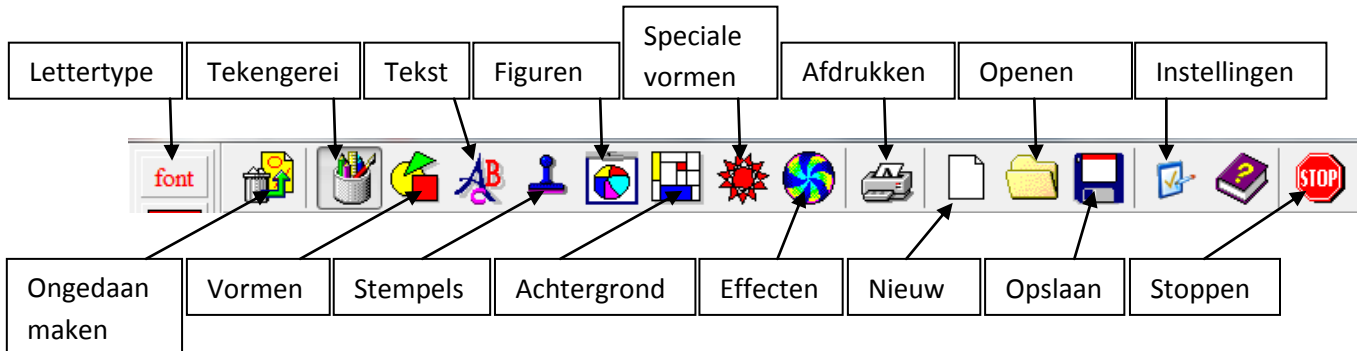 Lettertype
Tekengerei
Tekst
Figuren
Speciale
vormen
Afdrukken
Openen
Instellingen
font
AB
?
STOP
Ongedaan
maken
Vormen
Stempels
Achtergrond
Effecten
Nieuw
Opslaan
Stoppen